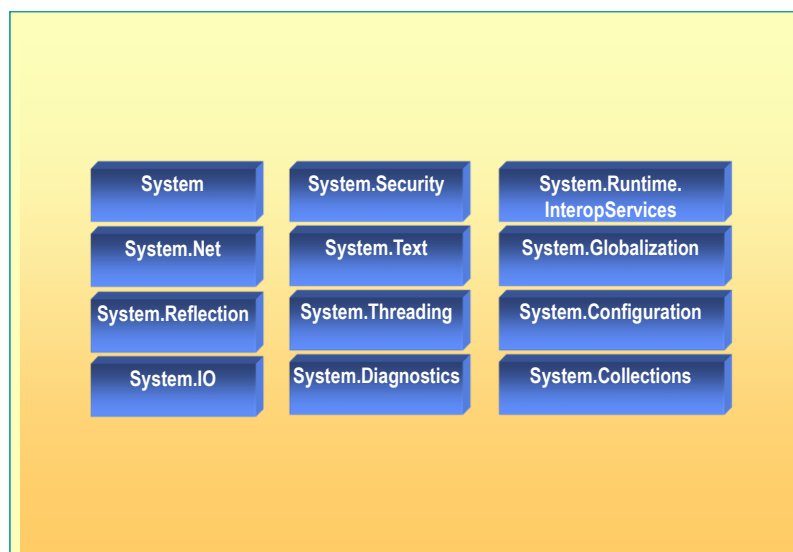 System
System.Security
System.Runtime.
InteropServices
System.Net
System.Text
System.Globalization
System.Reflection
System.Threading
System.Configuration
System.IO
System.Diagnostics
System.Collections